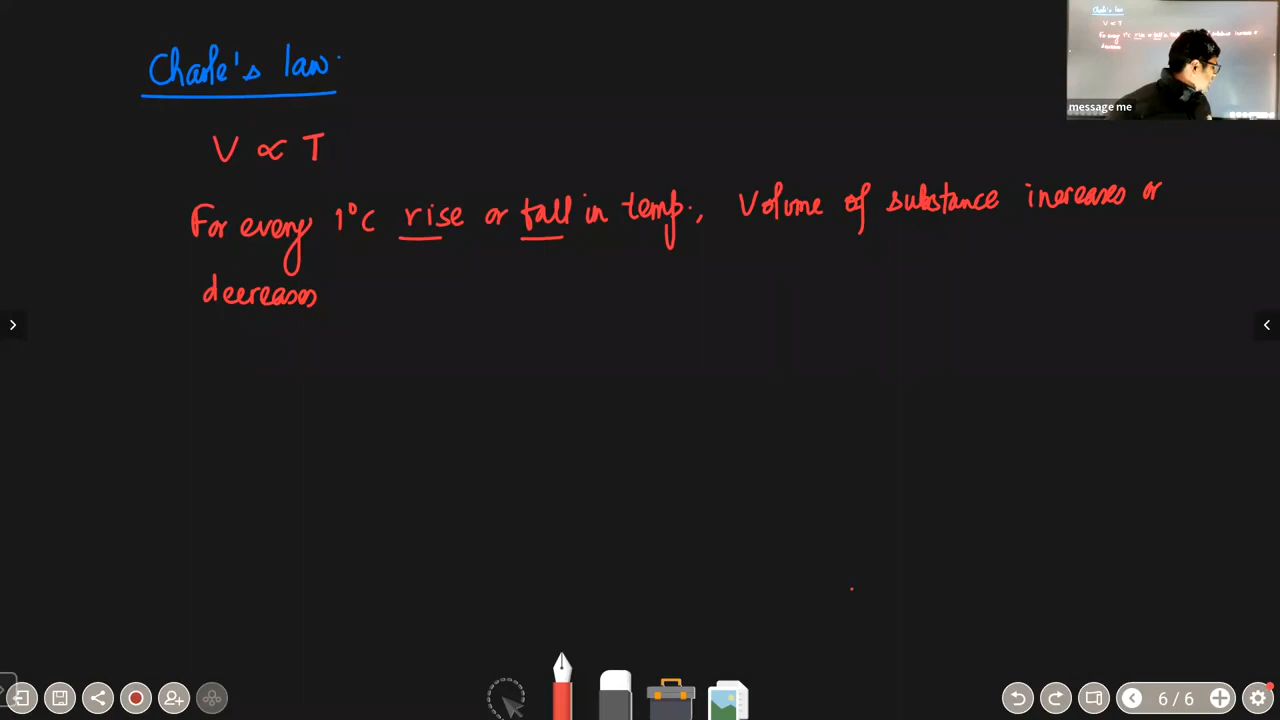 Charle's law.
V ∝ T
For every 1°C rise or fall in temp., Volume of substance increases or
decreases
message me
6/6